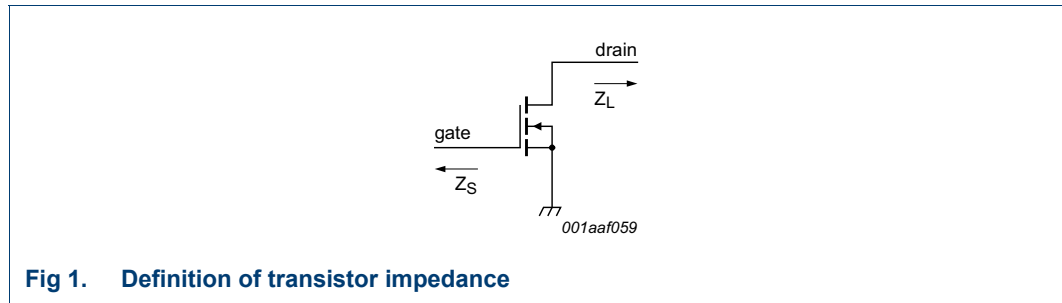 drain
Z_L
gate
Z_S
001aaf059
Fig 1. Definition of transistor impedance